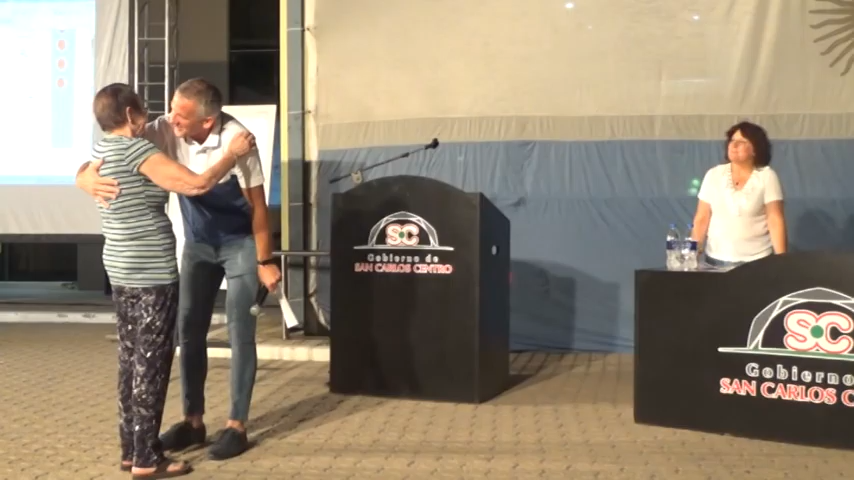 SC
Gobierno de
SAN CARLOS CENTRO
SC
Gobierno
SAN CARLOS C